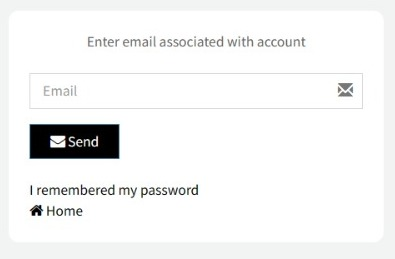 Enter email associated with account
Email
Send
I remembered my password
Home